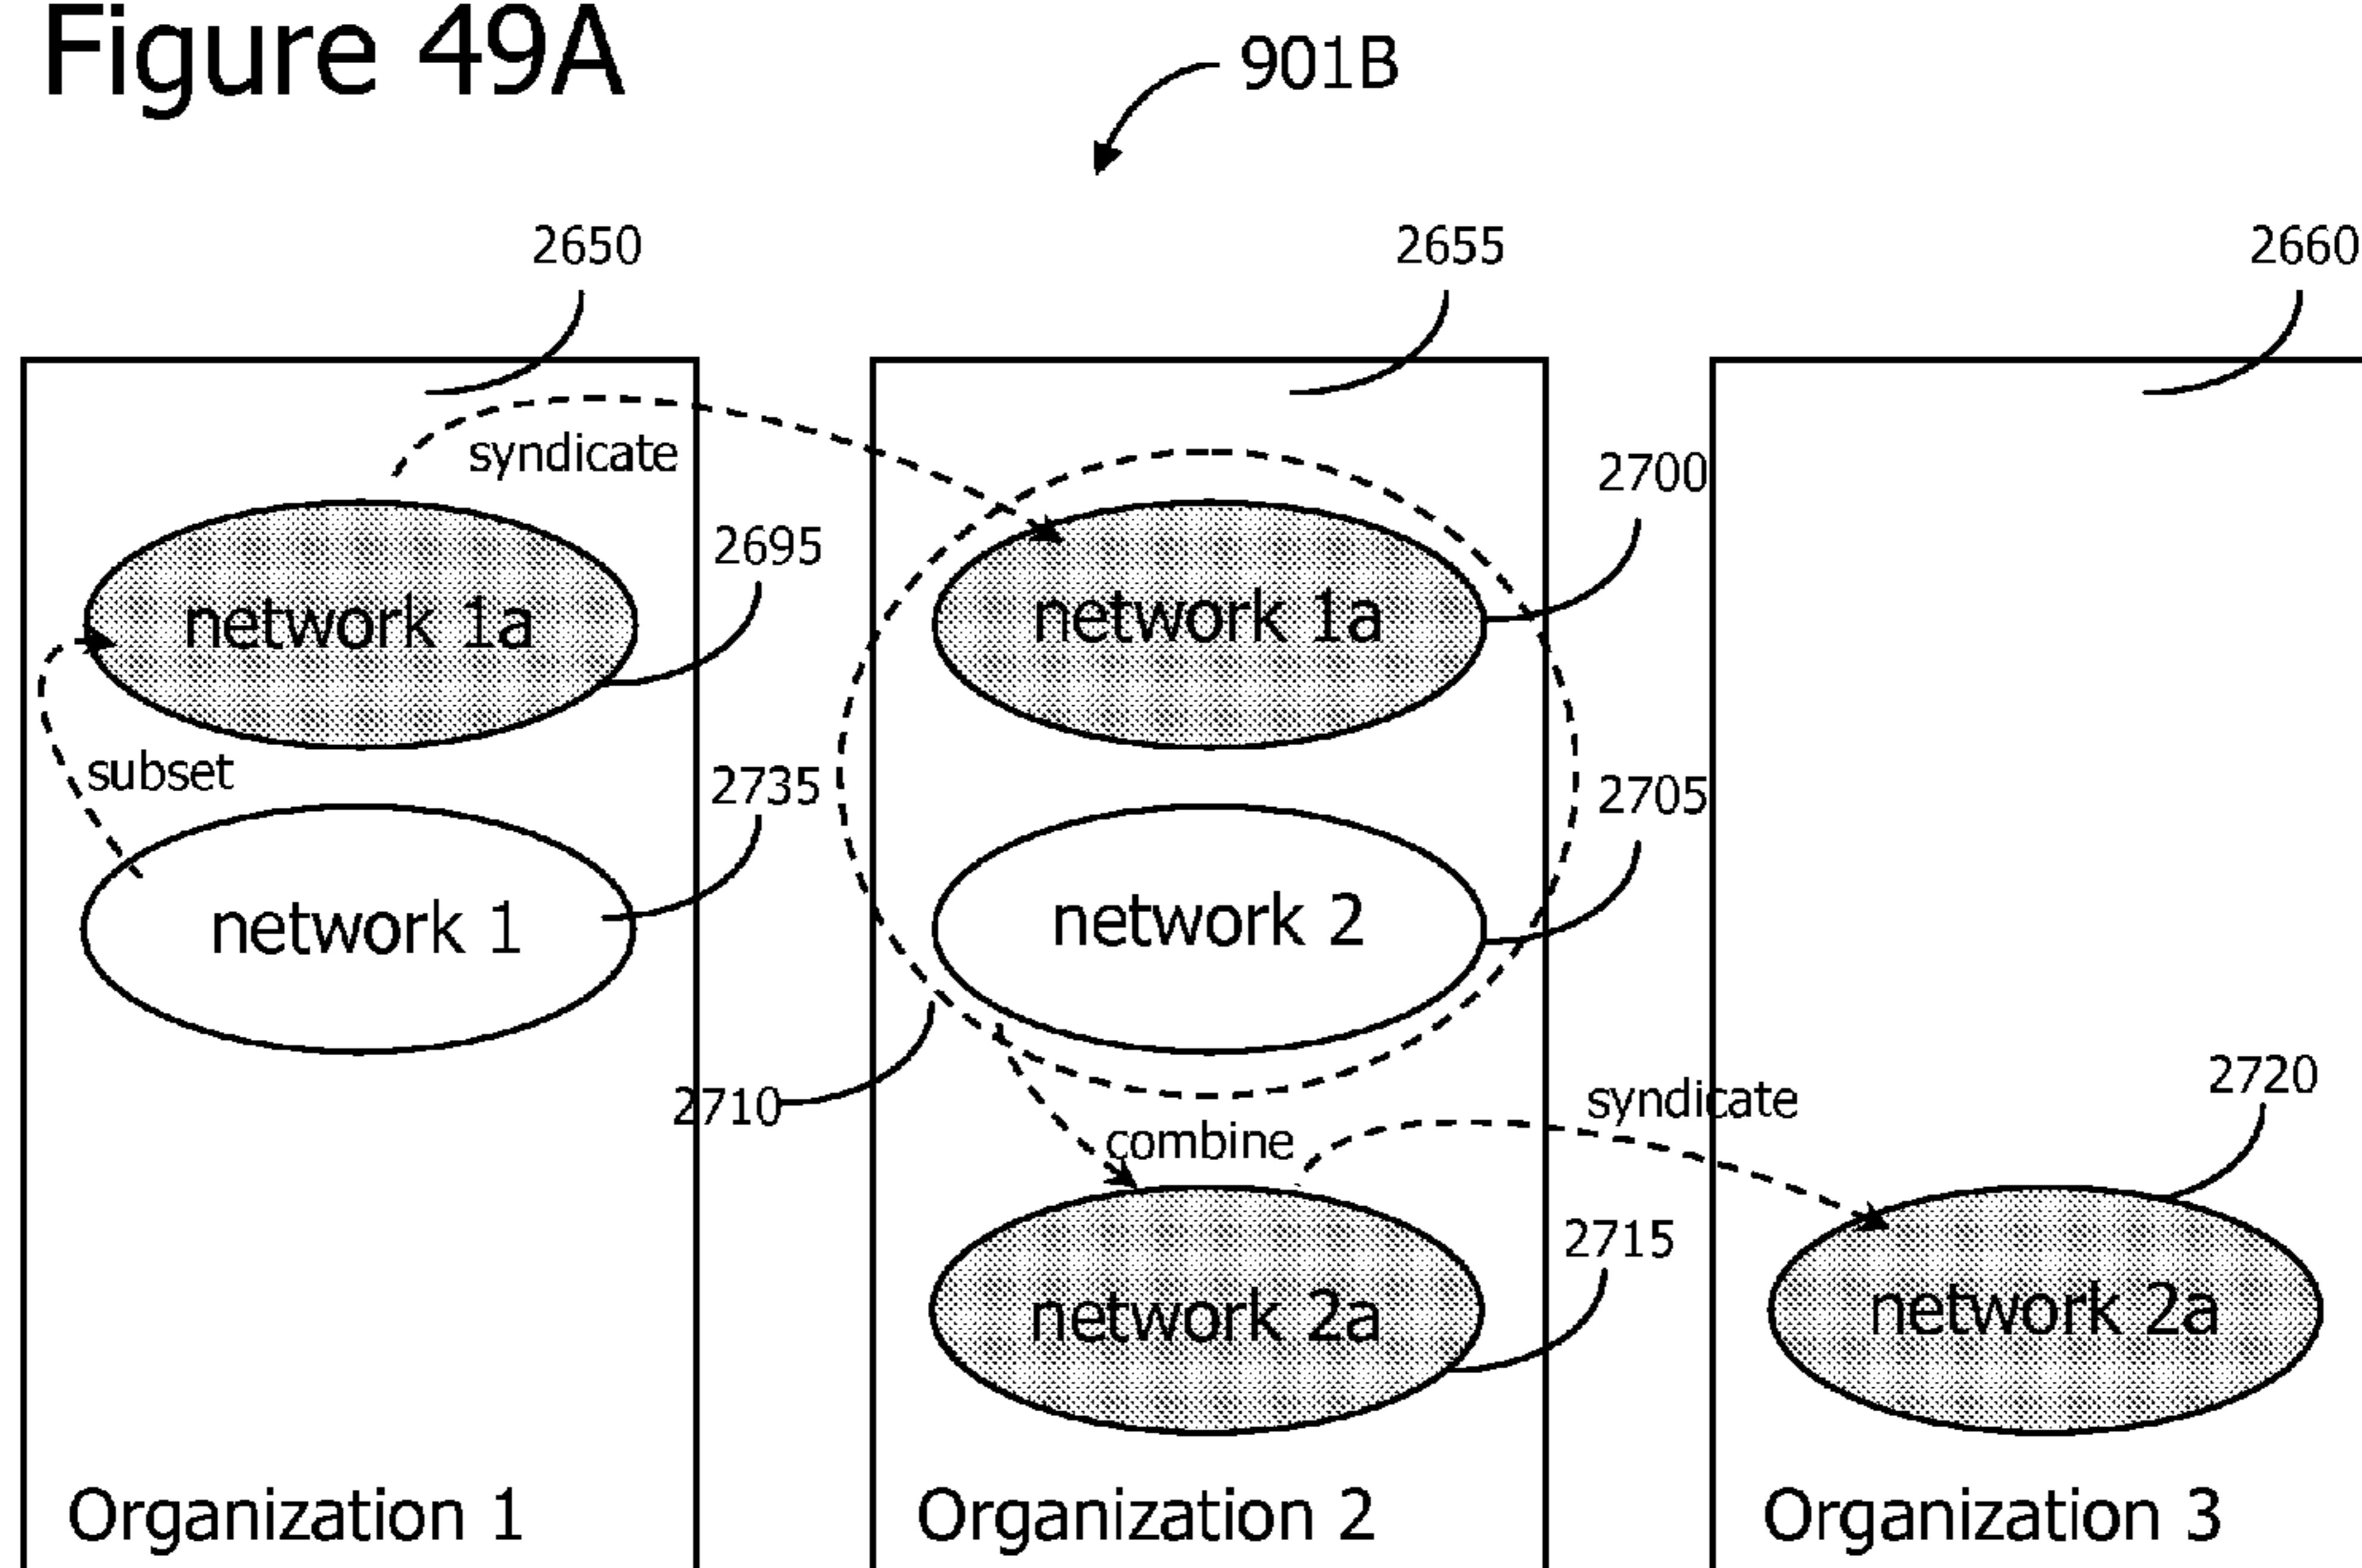 Figure 49A
901B
2650
2655
2660
syndicate
2700
2695
network 1a
network 1a
subset
2735
2705
network 1
network 2
2710
combine
syndicate
2720
2715
network 2a
network 2a
Organization 1
Organization 2
Organization 3